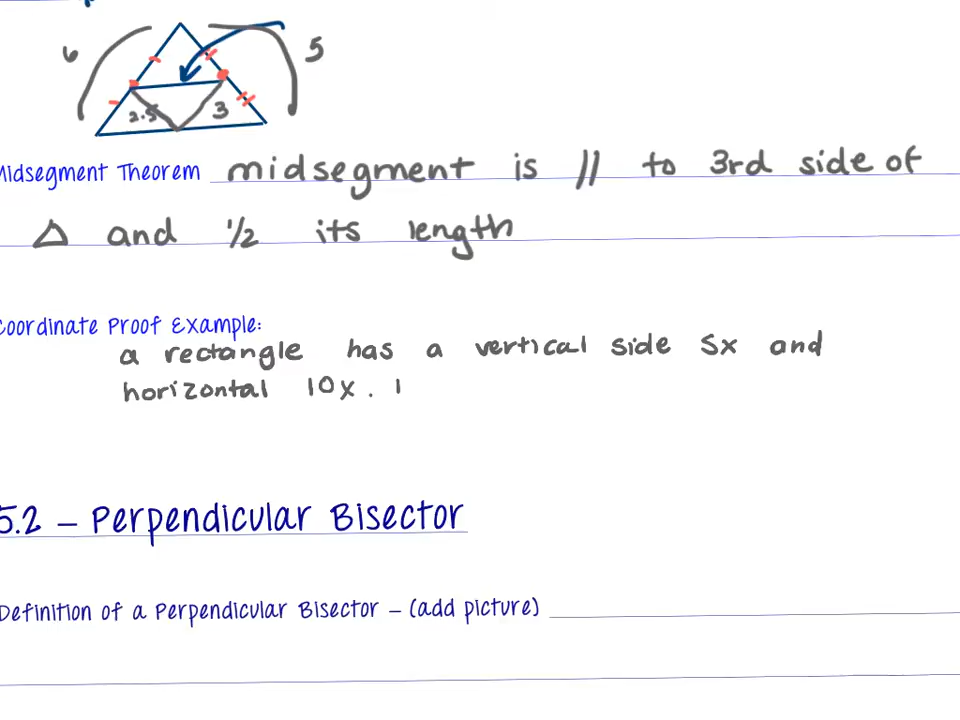 6 5
2.5 3
Midsegment Theorem midsegment is // to 3rd side of
Δ and 1/2 its length
Coordinate Proof Example:
a rectangle has a vertical side 5x and
horizontal 10x. I
5.2 – Perpendicular Bisector
Definition of a Perpendicular Bisector – (add picture)